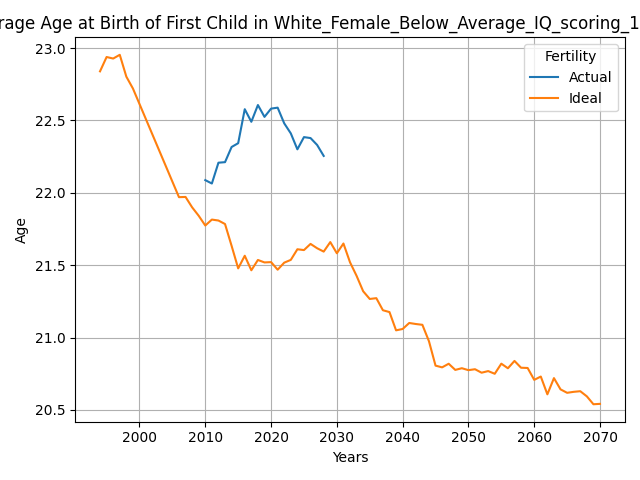 rage Age at Birth of First Child in White_Female_Below_Average_IQ_scoring_1
Fertility
Actual
Ideal
23.0
22.5
22.0
21.5
21.0
20.5
Age
2000
2010
2020
2030
2040
2050
2060
2070
Years